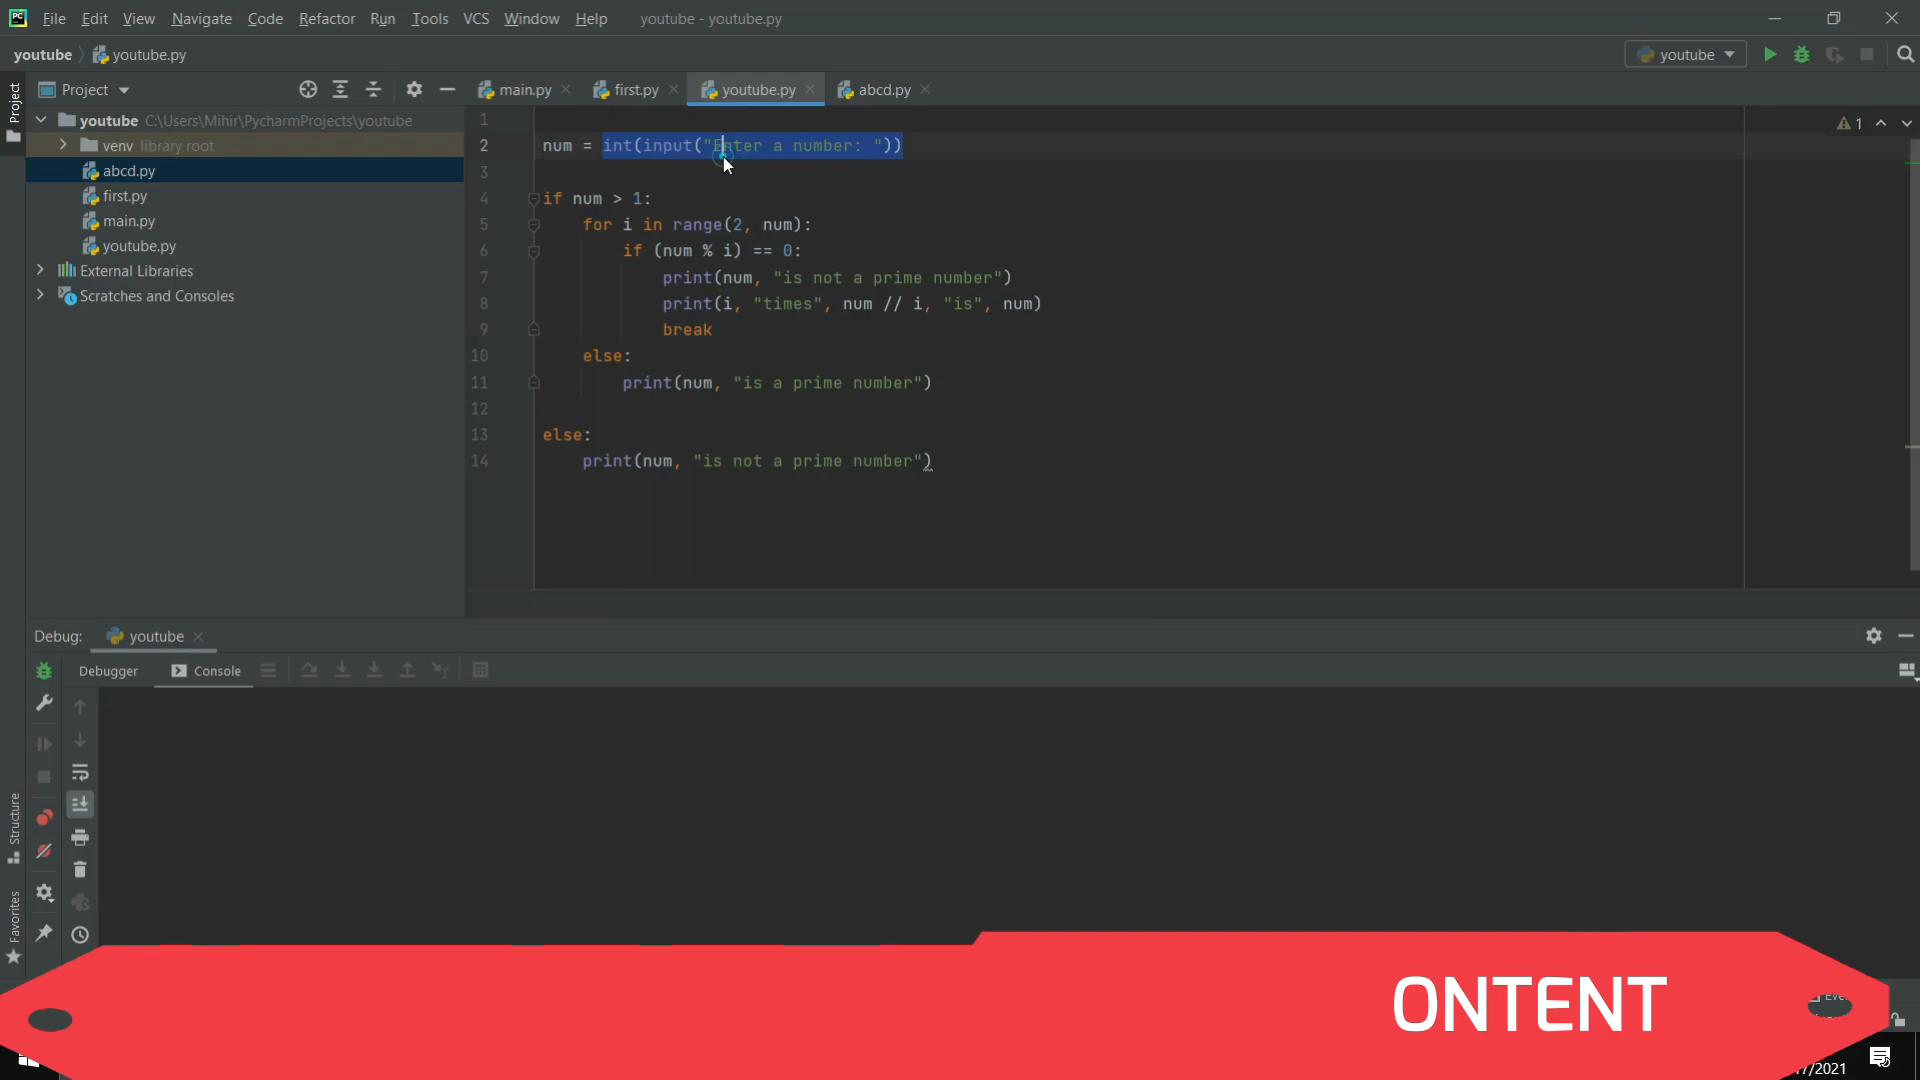 File Edit View Navigate Code Refactor Run Tools VCS Window Help youtube - youtube.py
youtube youtube.py
youtube
Project
Project
main.py first.py youtube.py abcd.py
youtube C:\Users\Mihir\PycharmProjects\youtube
venv library root
abcd.py
first.py
main.py
youtube.py
External Libraries
Scratches and Consoles
1
1
2 num = int(input("Enter a number: "))
3
4 if num > 1:
5 for i in range(2, num):
6 if (num % i) == 0:
7 print(num, "is not a prime number")
8 print(i, "times", num // i, "is", num)
9 break
10 else:
11 print(num, "is a prime number")
12
13 else:
14 print(num, "is not a prime number")
Debug: youtube
Debugger Console
Structure
Favorites
ONTENT